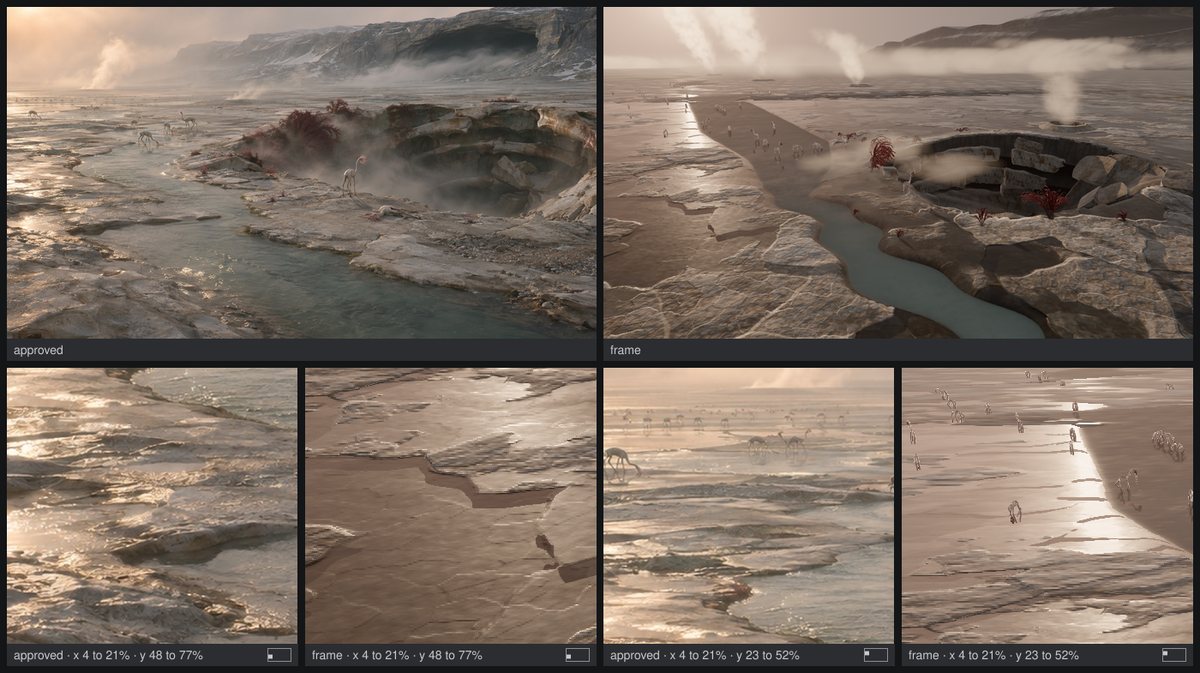 approved
frame
approved · x 4 to 21% · y 48 to 77%
frame · x 4 to 21% · y 48 to 77%
approved · x 4 to 21% · y 23 to 52%
frame · x 4 to 21% · y 23 to 52%